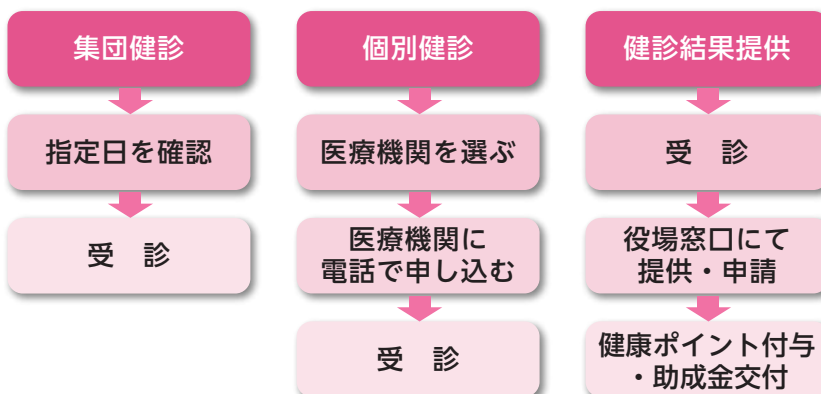 集団健診
指定日を確認
受　診
個別健診
医療機関を選ぶ
医療機関に
電話で申し込む
受　診
健診結果提供
受　診
役場窓口にて
提供・申請
健康ポイント付与
・助成金交付